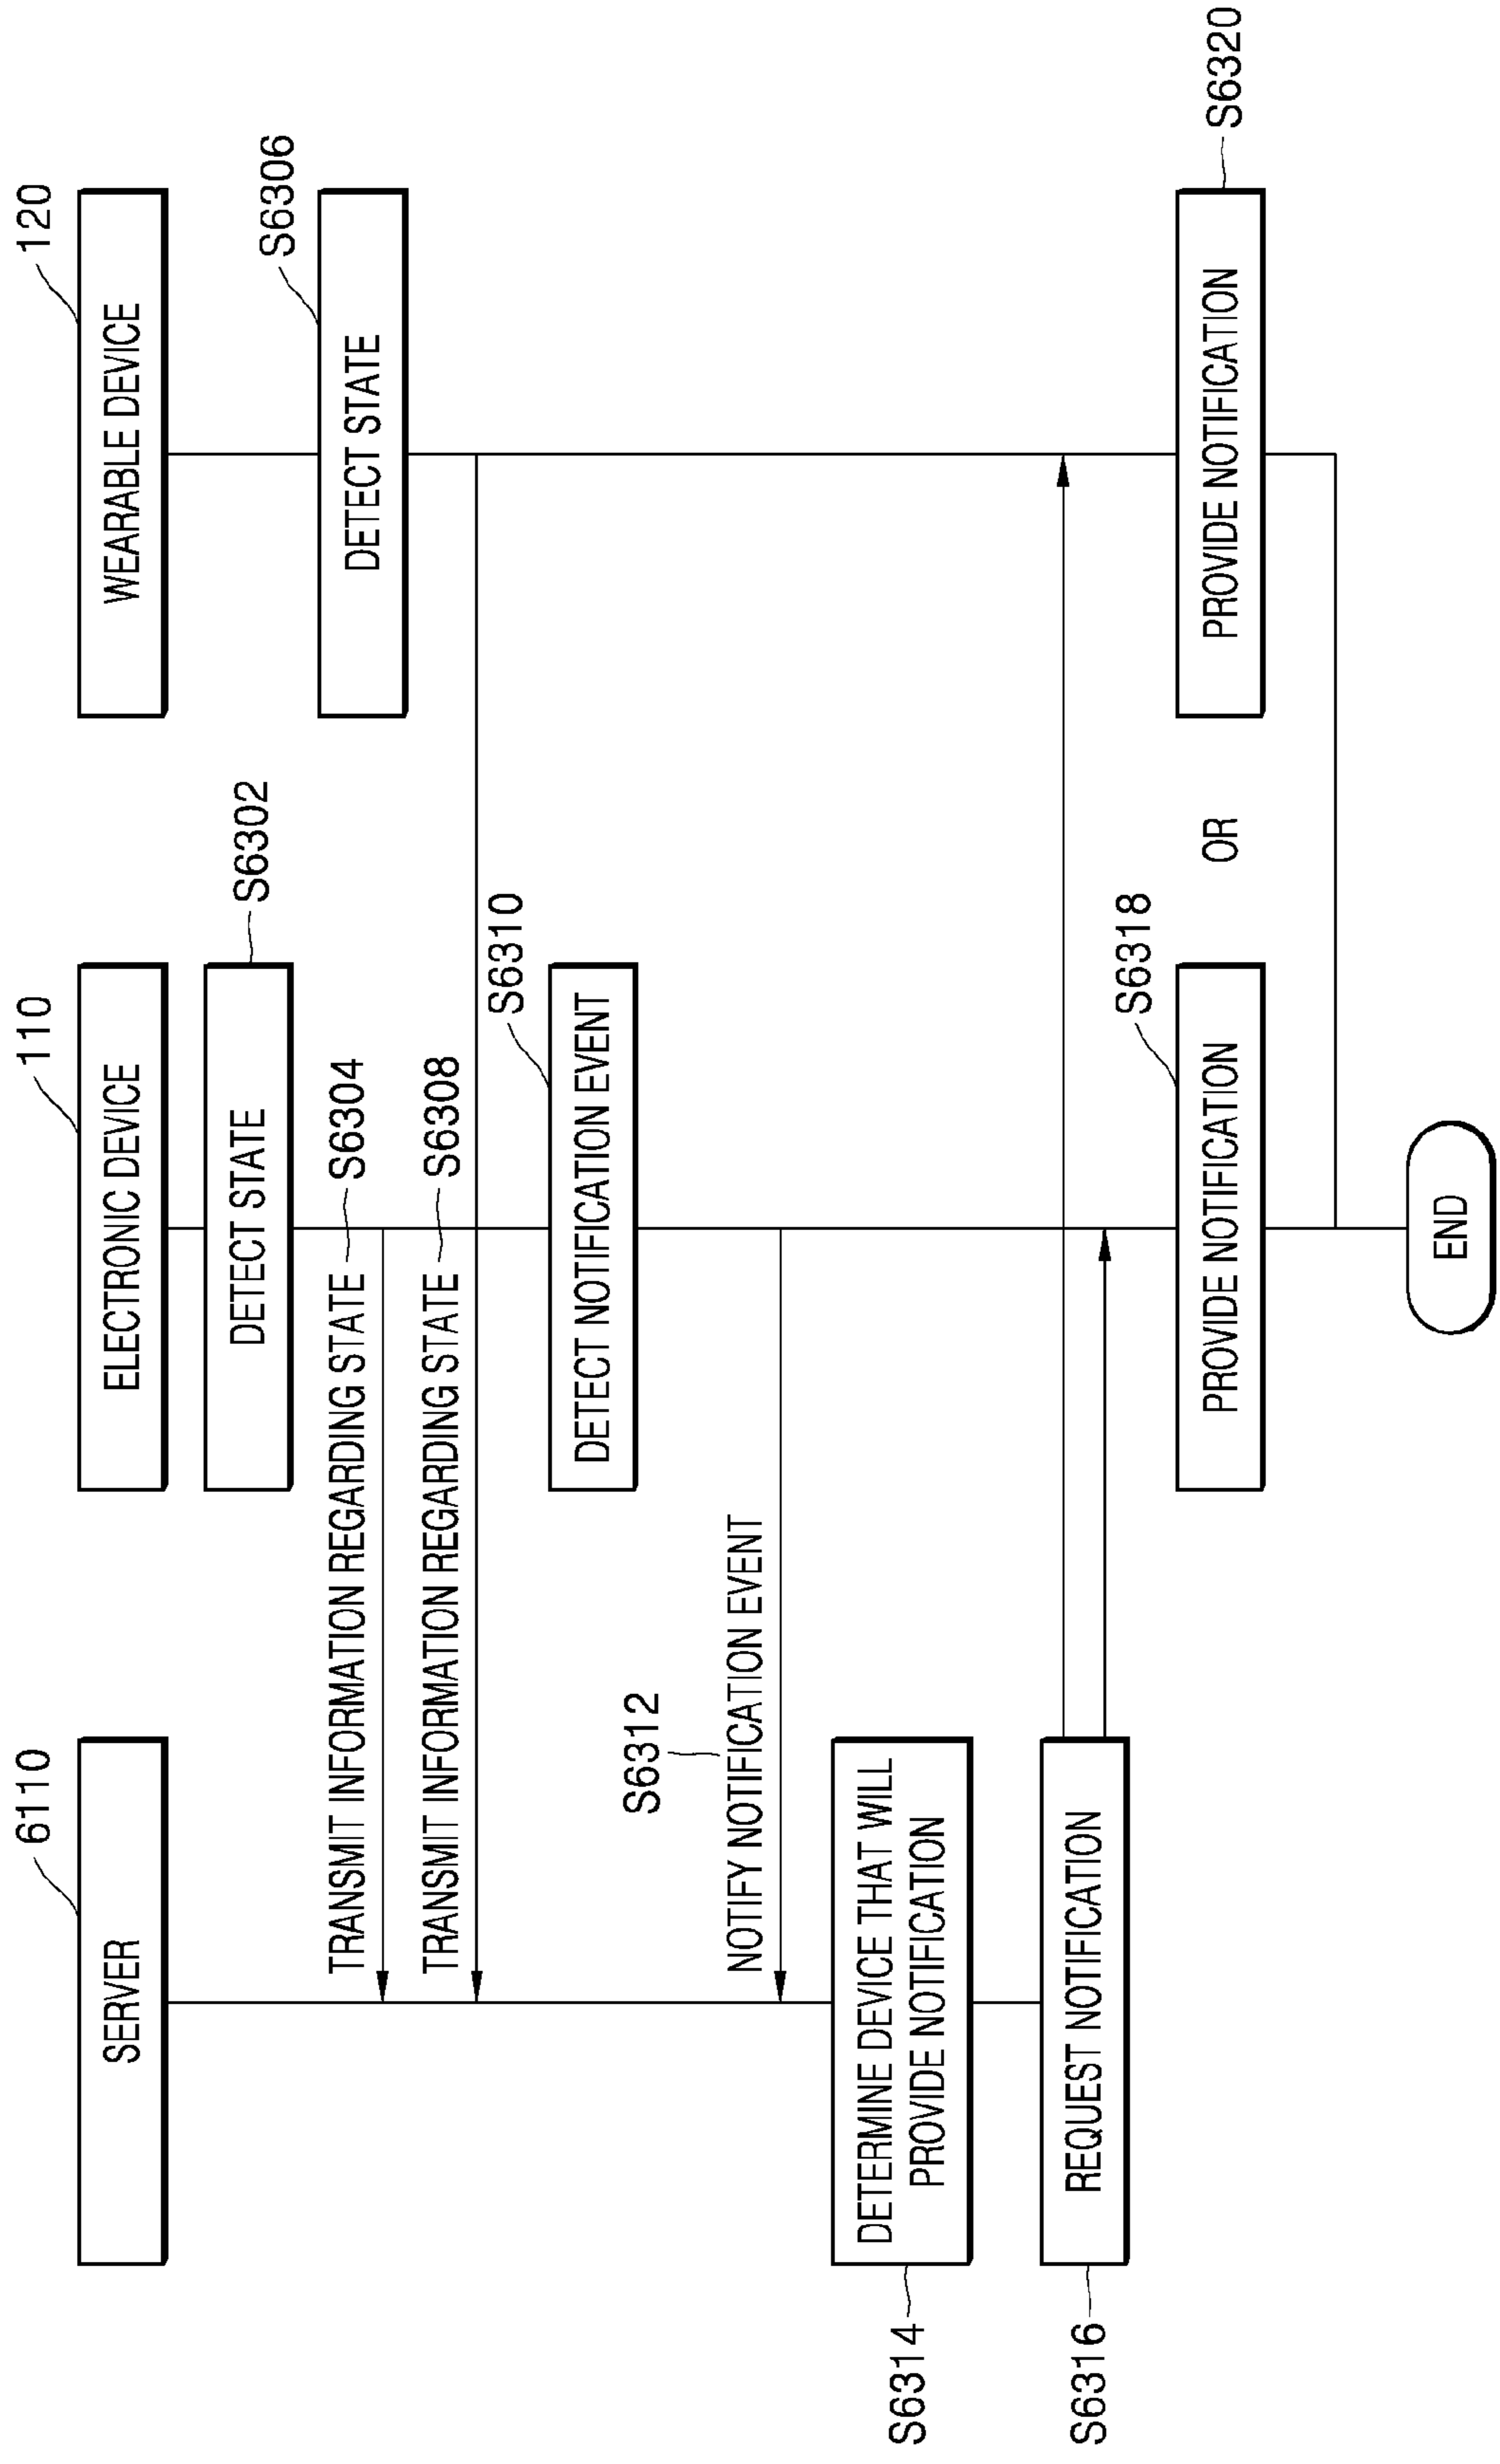 6110
SERVER
110
ELECTRONIC DEVICE
120
WEARABLE DEVICE
DETECT STATE
S6302
DETECT STATE
S6306
TRANSMIT INFORMATION REGARDING STATE
S6304
TRANSMIT INFORMATION REGARDING STATE
S6308
DETECT NOTIFICATION EVENT
S6310
S6312
NOTIFY NOTIFICATION EVENT
S6314
DETERMINE DEVICE THAT WILL
PROVIDE NOTIFICATION
S6316
REQUEST NOTIFICATION
S6318
PROVIDE NOTIFICATION
OR
PROVIDE NOTIFICATION
S6320
END